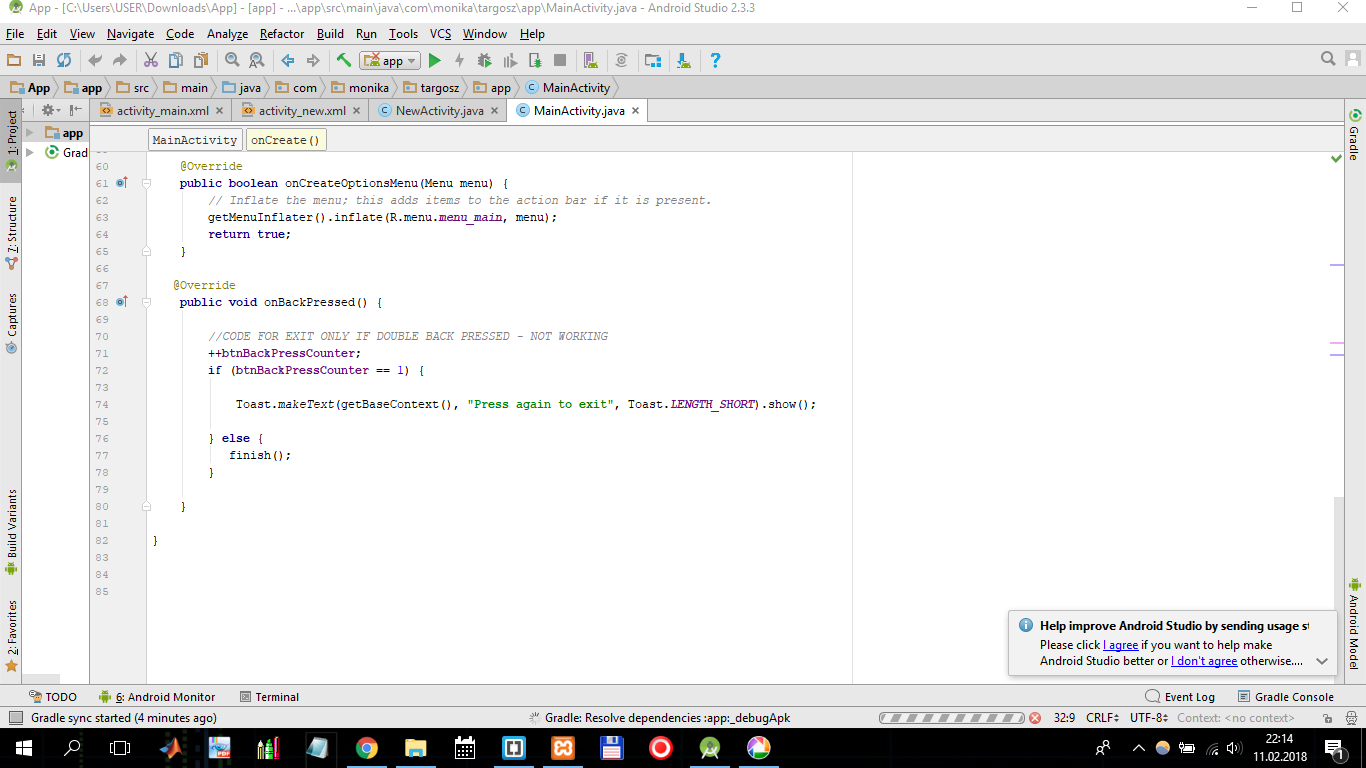 App - [C:\Users\USER\Downloads\App] - [app] - ...\app\src\main\java\com\monika\targosz\app\MainActivity.java - Android Studio 2.3.3
File Edit View Navigate Code Analyze Refactor Build Run Tools VCS Window Help
app
App app src main java com monika targosz app MainActivity
activity_main.xml activity_new.xml NewActivity.java MainActivity.java
app
Grad
1: Project
7: Structure
Captures
Build Variants
2: Favorites
MainActivity onCreate()
60 @Override
61 public boolean onCreateOptionsMenu(Menu menu) {
62 // Inflate the menu; this adds items to the action bar if it is present.
63 getMenuInflater().inflate(R.menu.menu_main, menu);
64 return true;
65 }
66
67 @Override
68 public void onBackPressed() {
69
70 //CODE FOR EXIT ONLY IF DOUBLE BACK PRESSED - NOT WORKING
71 ++btnBackPressCounter;
72 if (btnBackPressCounter == 1) {
73
74 Toast.makeText(getBaseContext(), "Press again to exit", Toast.LENGTH_SHORT).show();
75
76 } else {
77 finish();
78 }
79
80 }
81
82 }
83
84
85
Gradle
Android Model
Help improve Android Studio by sending usage st
Please click I agree if you want to help make
Android Studio better or I don't agree otherwise....
TODO 6: Android Monitor Terminal Event Log Gradle Console
Gradle sync started (4 minutes ago) Gradle: Resolve dependencies :app:_debugApk 32:9 CRLF UTF-8 Context: <no context>
22:14
11.02.2018
1